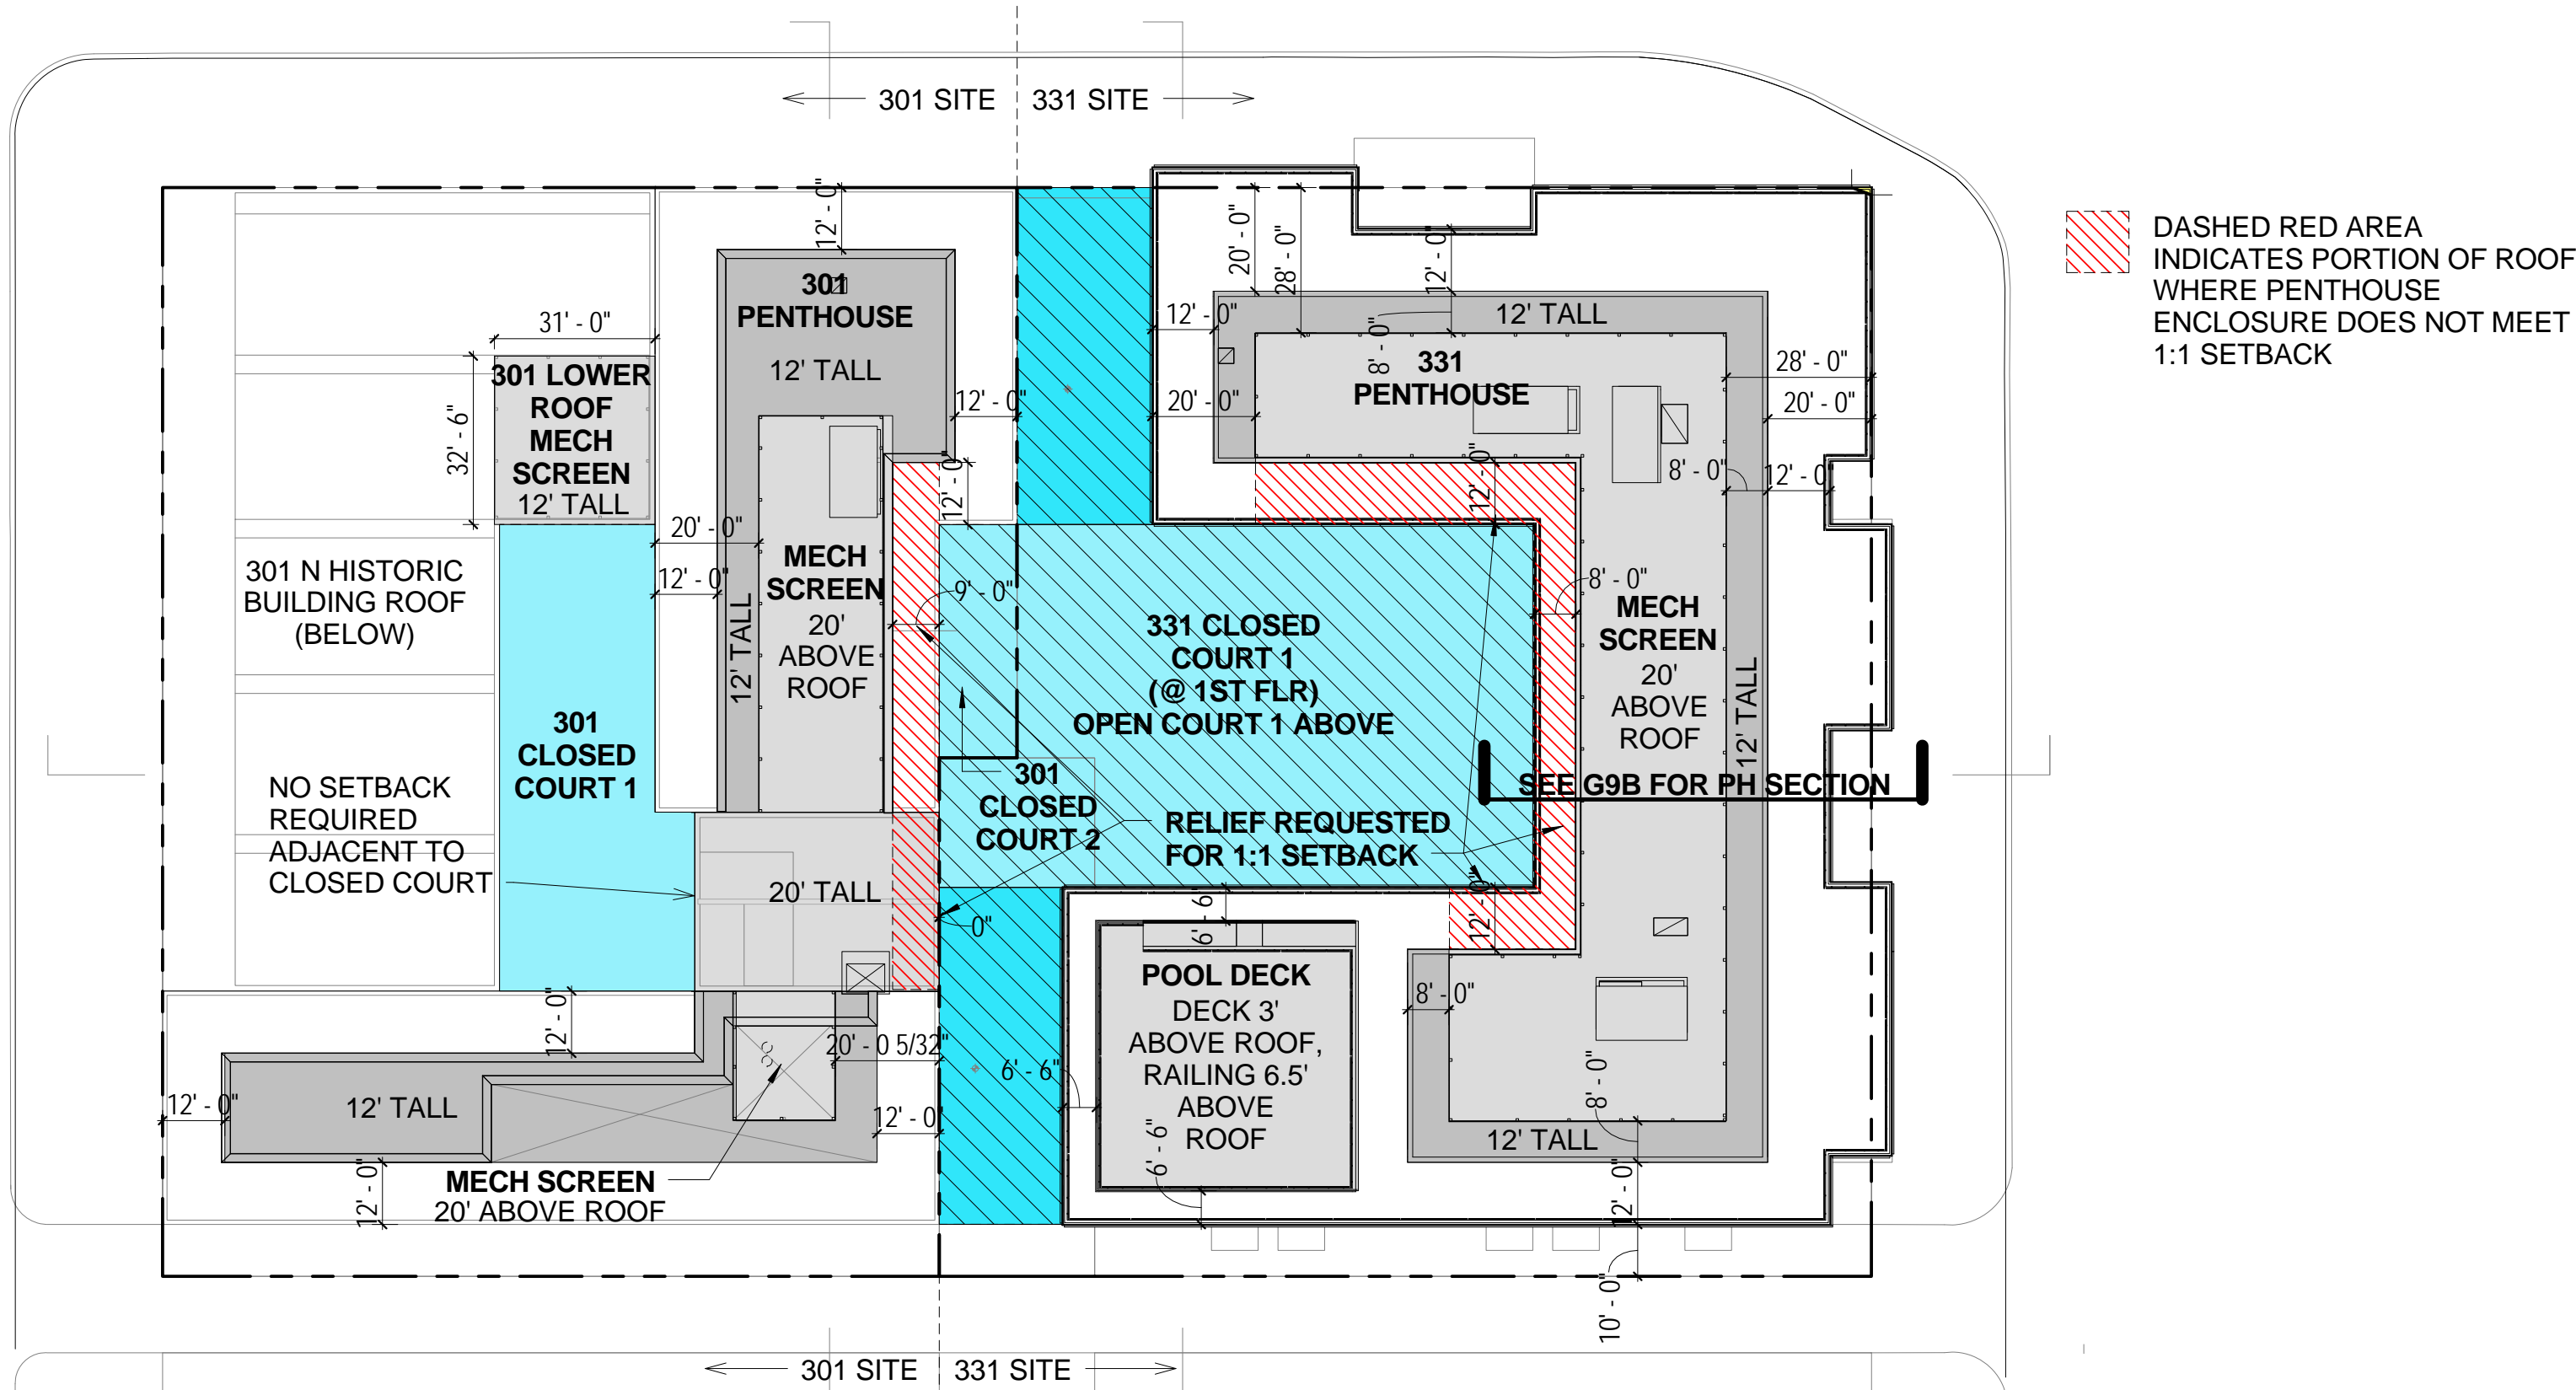 301 SITE 331 SITE
DASHED RED AREA
INDICATES PORTION OF ROOF
WHERE PENTHOUSE
ENCLOSURE DOES NOT MEET
1:1 SETBACK
12' - 0"
20' - 0"
28' - 0"
12' - 0"
301
PENTHOUSE
12' TALL
12' - 0"
12' TALL
8' - 0"
331
PENTHOUSE
31' - 0"
28' - 0"
20' - 0"
12' - 0"
20' - 0"
301 LOWER
ROOF
MECH
SCREEN
12' TALL
32' - 6"
12' - 0"
12' - 0"
8' - 0"
12' - 0"
20' - 0"
12' - 0"
MECH
SCREEN
20'
ABOVE
ROOF
12' TALL
9' - 0"
301 N HISTORIC
BUILDING ROOF
(BELOW)
331 CLOSED
COURT 1
(@ 1ST FLR)
OPEN COURT 1 ABOVE
8' - 0"
MECH
SCREEN
20'
ABOVE
ROOF
12' TALL
301
CLOSED
COURT 1
NO SETBACK
REQUIRED
ADJACENT TO
CLOSED COURT
301
CLOSED
COURT 2
RELIEF REQUESTED
FOR 1:1 SETBACK
SEE G9B FOR PH SECTION
20' TALL
0"
6' - 6"
12' - 0"
POOL DECK
DECK 3'
ABOVE ROOF,
RAILING 6.5'
ABOVE
ROOF
8' - 0"
12' - 0"
20' - 0 5/32"
6' - 6"
12' - 0"
12' TALL
12' - 0"
8' - 0"
6' - 6"
12' TALL
12' - 0"
MECH SCREEN
20' ABOVE ROOF
12' - 0"
10' - 0"
301 SITE 331 SITE